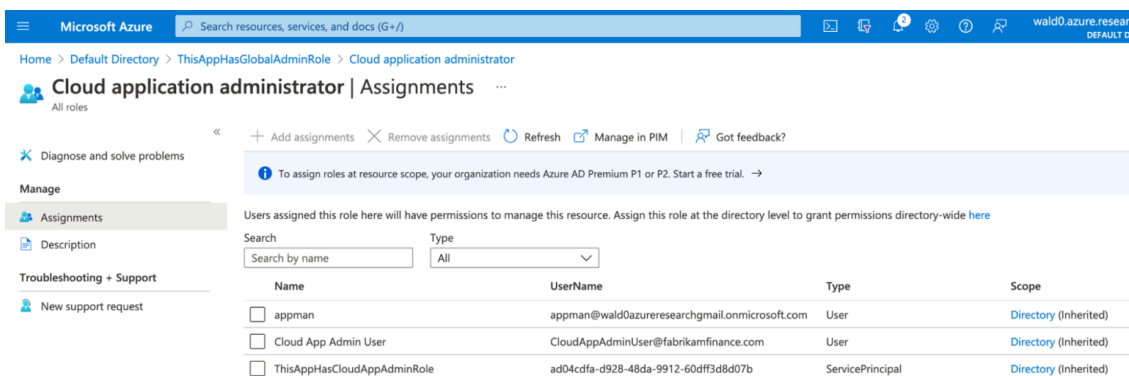 Microsoft Azure
Search resources, services, and docs (G+/)
2
wald0.azure.resear
DEFAULT D
Home > Default Directory > ThisAppHasGlobalAdminRole > Cloud application administrator
Cloud application administrator | Assignments ...
All roles
«
Add assignments Remove assignments Refresh Manage in PIM Got feedback?
Diagnose and solve problems
To assign roles at resource scope, your organization needs Azure AD Premium P1 or P2. Start a free trial. →
Manage
Assignments
Description
Troubleshooting + Support
New support request
Users assigned this role here will have permissions to manage this resource. Assign this role at the directory level to grant permissions directory-wide here
Search Type
Search by name All
Name UserName Type Scope
appman appman@wald0azureresearchgmail.onmicrosoft.com User Directory (Inherited)
Cloud App Admin User CloudAppAdminUser@fabrikamfinance.com User Directory (Inherited)
ThisAppHasCloudAppAdminRole ad04cdfa-d928-48da-9912-60dff3d8d07b ServicePrincipal Directory (Inherited)